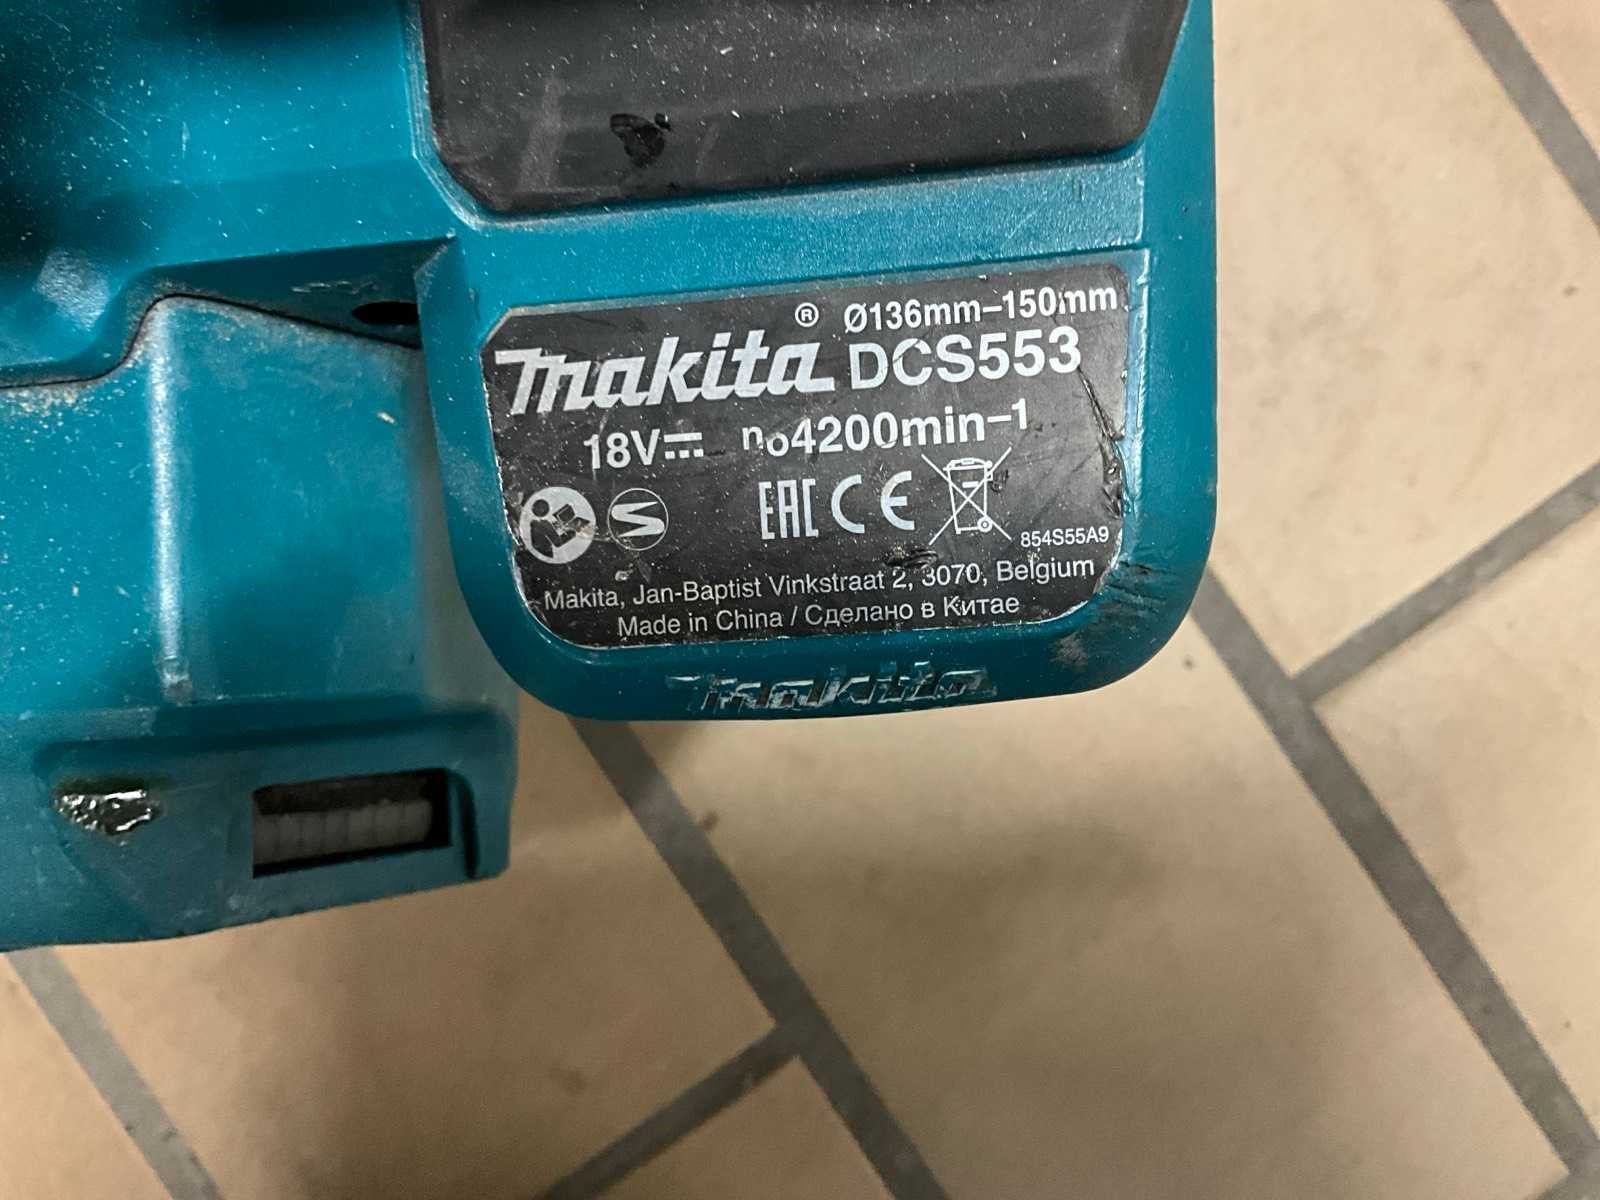 ® Ø136mm–150mm
makita DCS553
18V⎓ n₀4200min–1
EAC CE
854S55A9
Makita, Jan-Baptist Vinkstraat 2, 3070, Belgium
Made in China / Сделано в Китае
makita